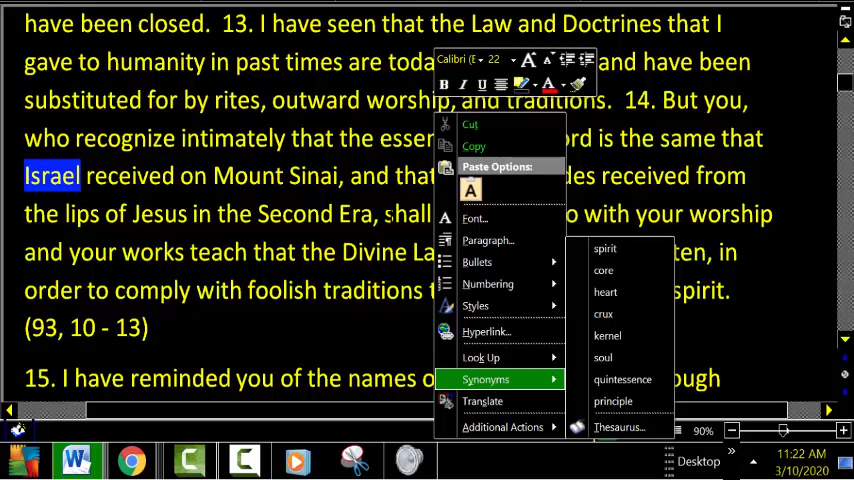 have been closed.  13. I have seen that the Law and Doctrines that I
gave to humanity in past times are toda and have been
substituted for by rites, outward worship, and traditions.  14. But you,
who recognize intimately that the essen ord is the same that
Israel received on Mount Sinai, and that des received from
the lips of Jesus in the Second Era, shall o with your worship
and your works teach that the Divine La ten, in
order to comply with foolish traditions t spirit.
(93, 10 - 13)
15. I have reminded you of the names o ough
Calibri (E 22 A A
B I U A
Cut
Copy
Paste Options:
A
Font...
Paragraph...
Bullets
Numbering
Styles
Hyperlink...
Look Up
Synonyms
Translate
Additional Actions
spirit
core
heart
crux
kernel
soul
quintessence
principle
Thesaurus...
90%
Desktop
11:22 AM
3/10/2020